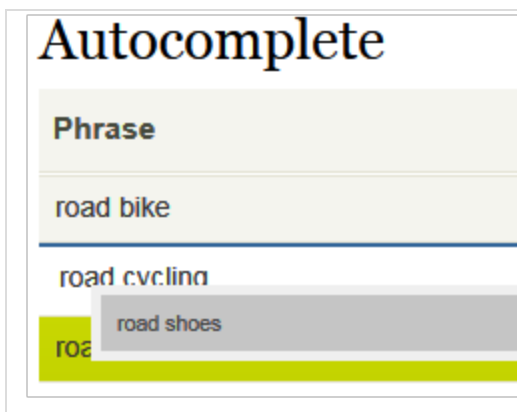 Autocomplete
Phrase
road bike
road cycling
road shoes